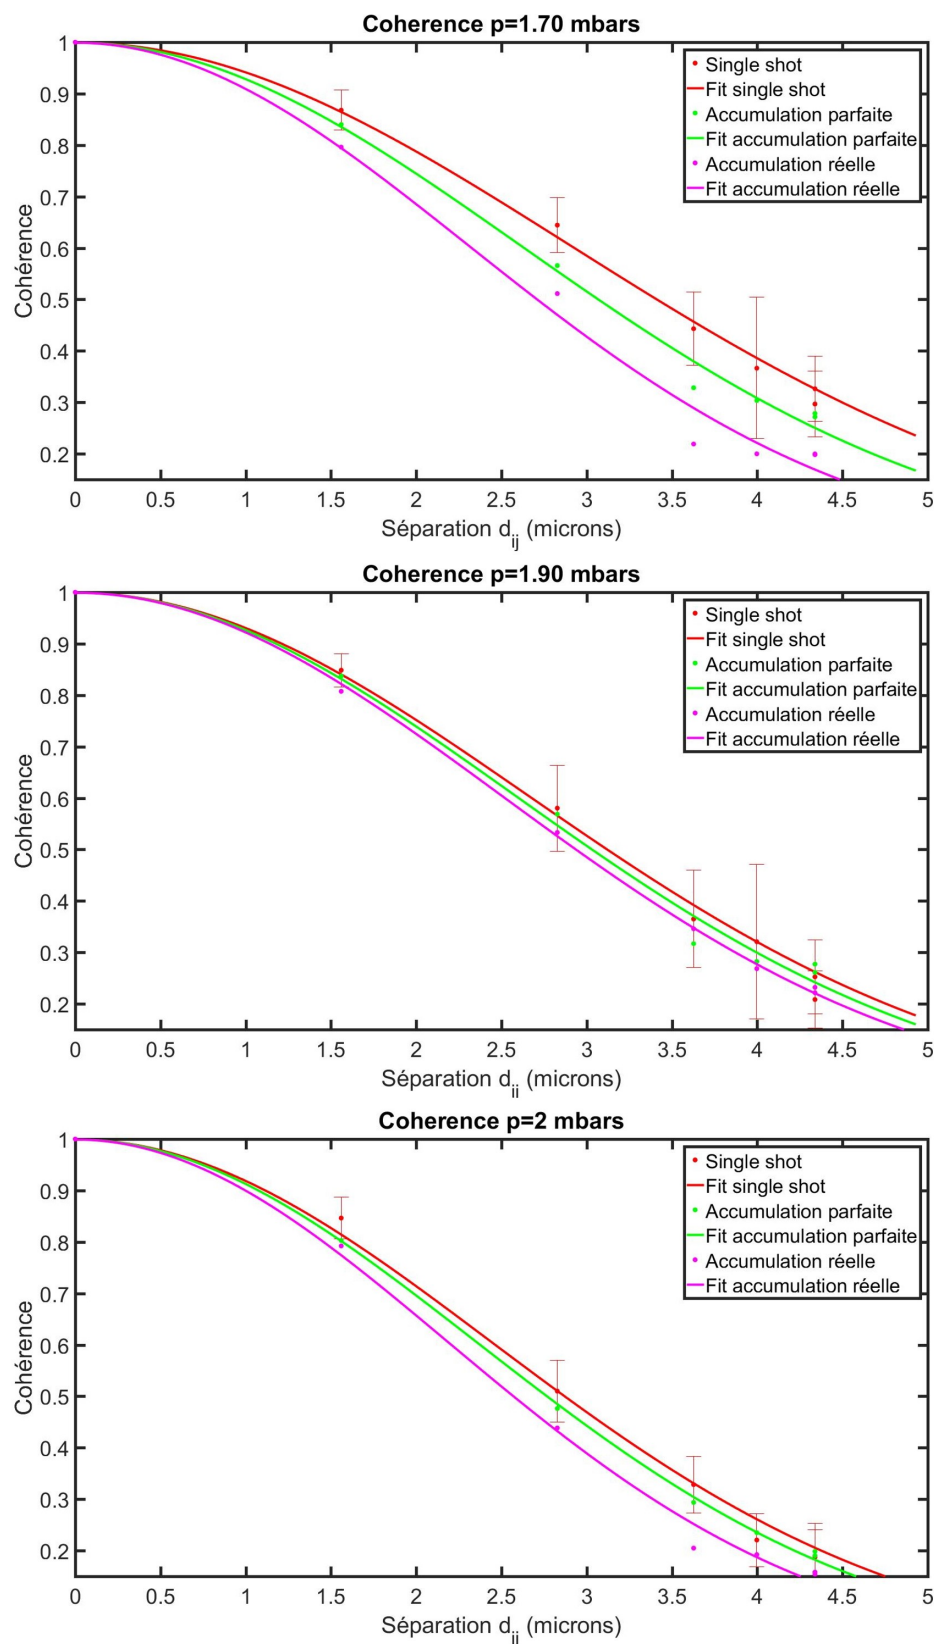 Coherence p=1.70 mbars
1
0.9
0.8
0.7
0.6
0.5
0.4
0.3
0.2
Cohérence
Single shot
Fit single shot
Accumulation parfaite
Fit accumulation parfaite
Accumulation réelle
Fit accumulation réelle
0 0.5 1 1.5 2 2.5 3 3.5 4 4.5 5
Séparation d_ij (microns)
Coherence p=1.90 mbars
1
0.9
0.8
0.7
0.6
0.5
0.4
0.3
0.2
Cohérence
Single shot
Fit single shot
Accumulation parfaite
Fit accumulation parfaite
Accumulation réelle
Fit accumulation réelle
0 0.5 1 1.5 2 2.5 3 3.5 4 4.5 5
Séparation d_ij (microns)
Coherence p=2 mbars
1
0.9
0.8
0.7
0.6
0.5
0.4
0.3
0.2
Cohérence
Single shot
Fit single shot
Accumulation parfaite
Fit accumulation parfaite
Accumulation réelle
Fit accumulation réelle
0 0.5 1 1.5 2 2.5 3 3.5 4 4.5 5
Séparation d_ij (microns)